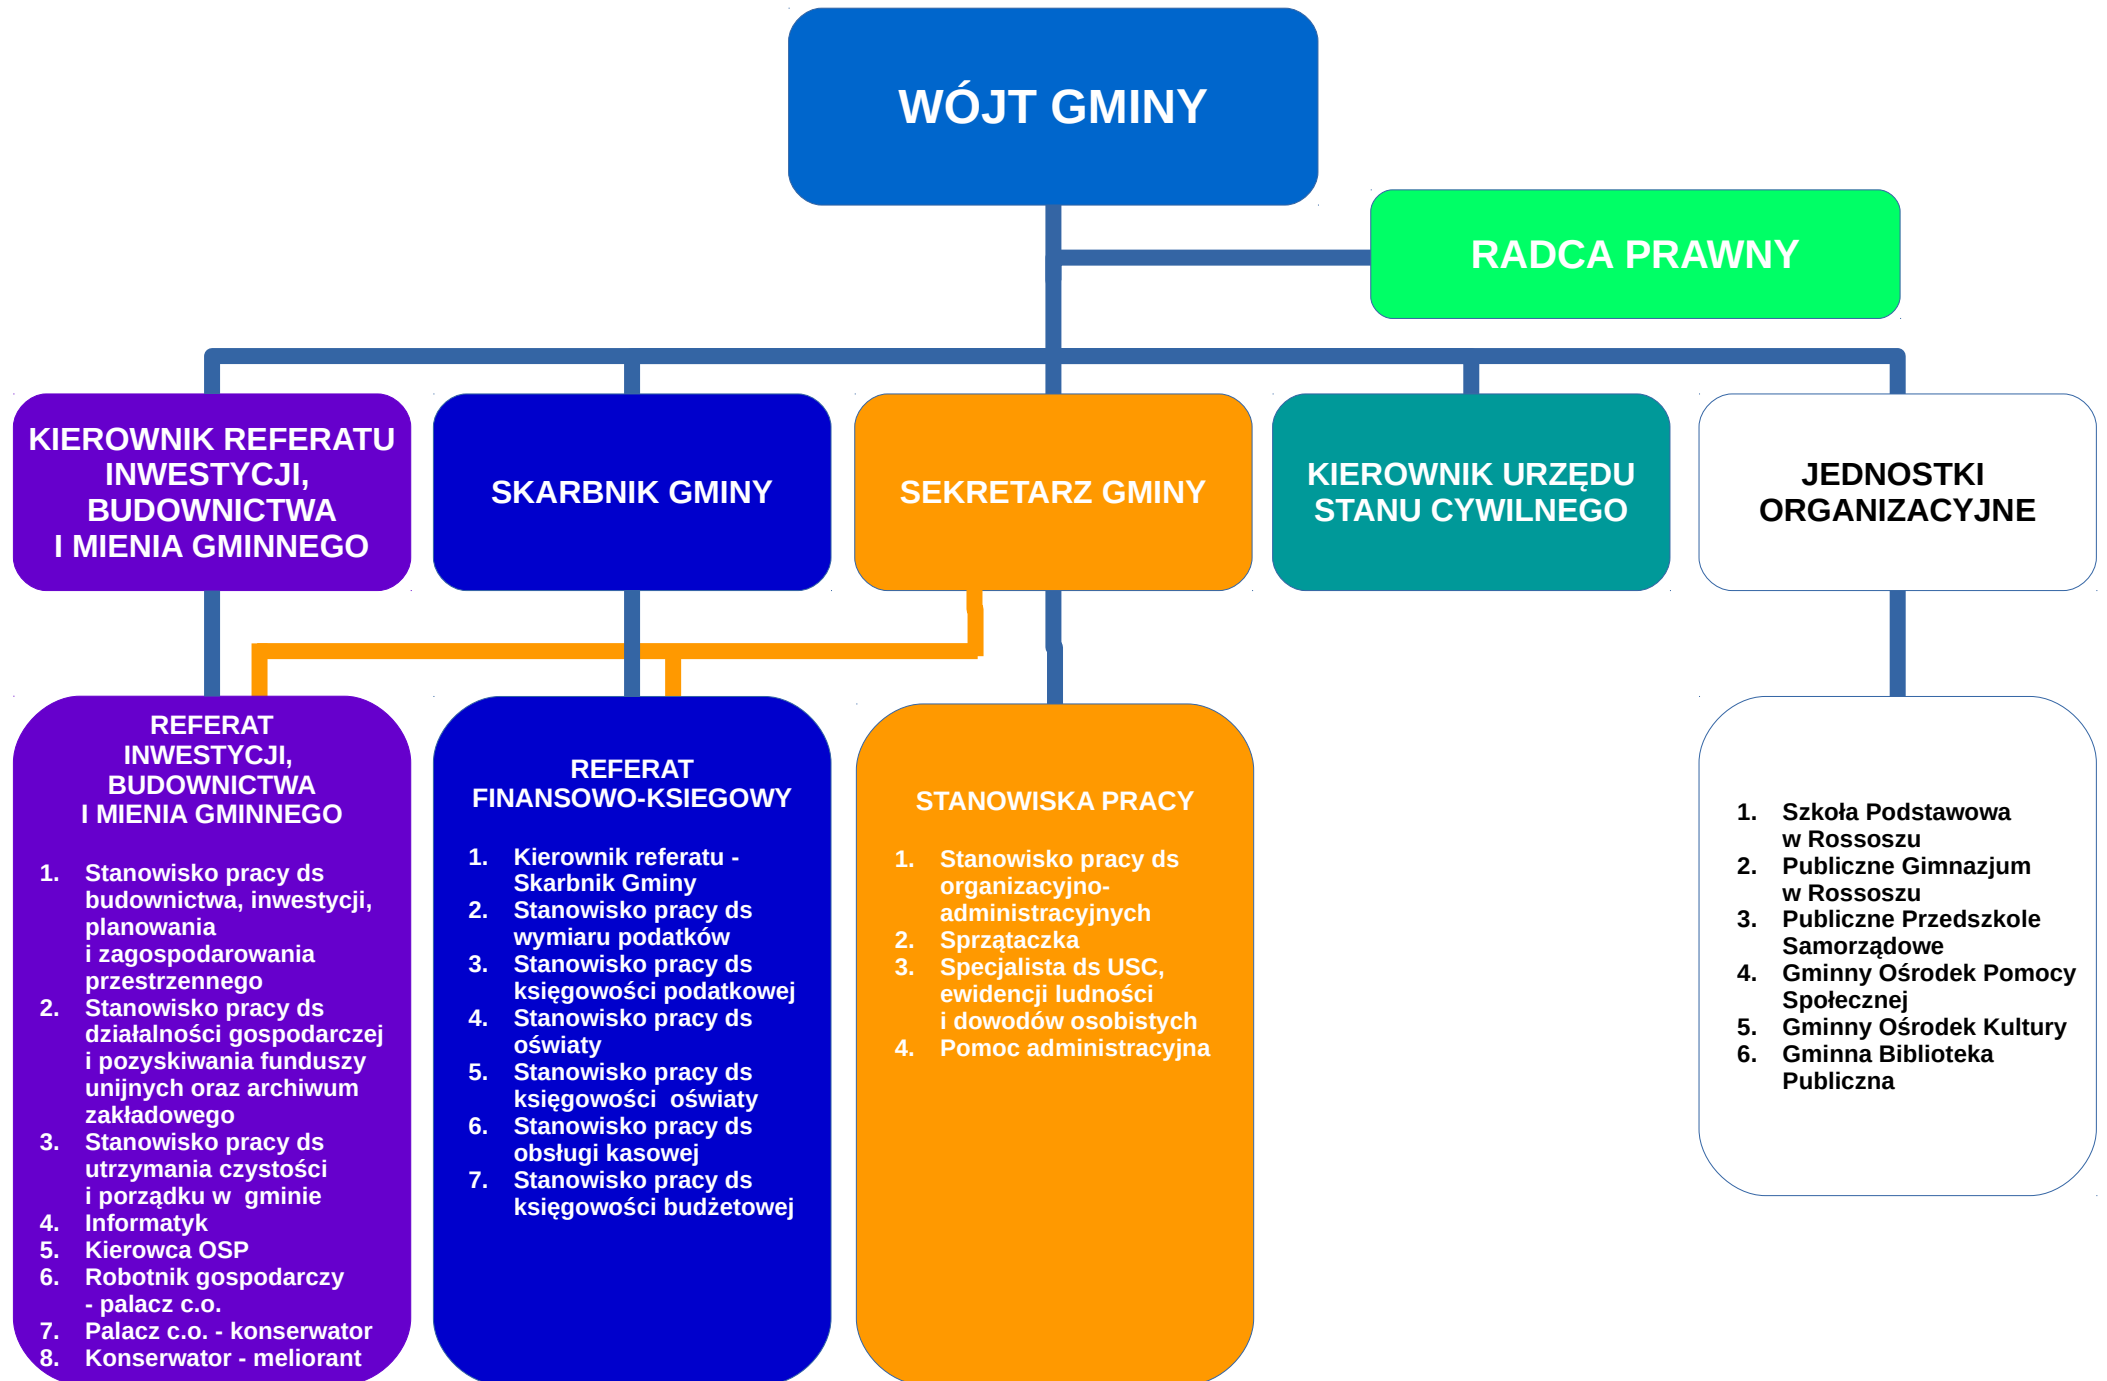 WÓJT GMINY
RADCA PRAWNY
KIEROWNIK REFERATU
INWESTYCJI,
BUDOWNICTWA
I MIENIA GMINNEGO
SKARBNIK GMINY
SEKRETARZ GMINY
KIEROWNIK URZĘDU
STANU CYWILNEGO
JEDNOSTKI
ORGANIZACYJNE
REFERAT
INWESTYCJI,
BUDOWNICTWA
I MIENIA GMINNEGO
1. Stanowisko pracy ds
budownictwa, inwestycji,
planowania
i zagospodarowania
przestrzennego
2. Stanowisko pracy ds
działalności gospodarczej
i pozyskiwania funduszy
unijnych oraz archiwum
zakładowego
3. Stanowisko pracy ds
utrzymania czystości
i porządku w  gminie
4. Informatyk
5. Kierowca OSP
6. Robotnik gospodarczy
- palacz c.o.
7. Palacz c.o. - konserwator
8. Konserwator - meliorant
REFERAT
FINANSOWO-KSIEGOWY
1. Kierownik referatu -
Skarbnik Gminy
2. Stanowisko pracy ds
wymiaru podatków
3. Stanowisko pracy ds
księgowości podatkowej
4. Stanowisko pracy ds
oświaty
5. Stanowisko pracy ds
księgowości  oświaty
6. Stanowisko pracy ds
obsługi kasowej
7. Stanowisko pracy ds
księgowości budżetowej
STANOWISKA PRACY
1. Stanowisko pracy ds
organizacyjno-
administracyjnych
2. Sprzątaczka
3. Specjalista ds USC,
ewidencji ludności
i dowodów osobistych
4. Pomoc administracyjna
1. Szkoła Podstawowa
w Rossoszu
2. Publiczne Gimnazjum
w Rossoszu
3. Publiczne Przedszkole
Samorządowe
4. Gminny Ośrodek Pomocy
Społecznej
5. Gminny Ośrodek Kultury
6. Gminna Biblioteka
Publiczna